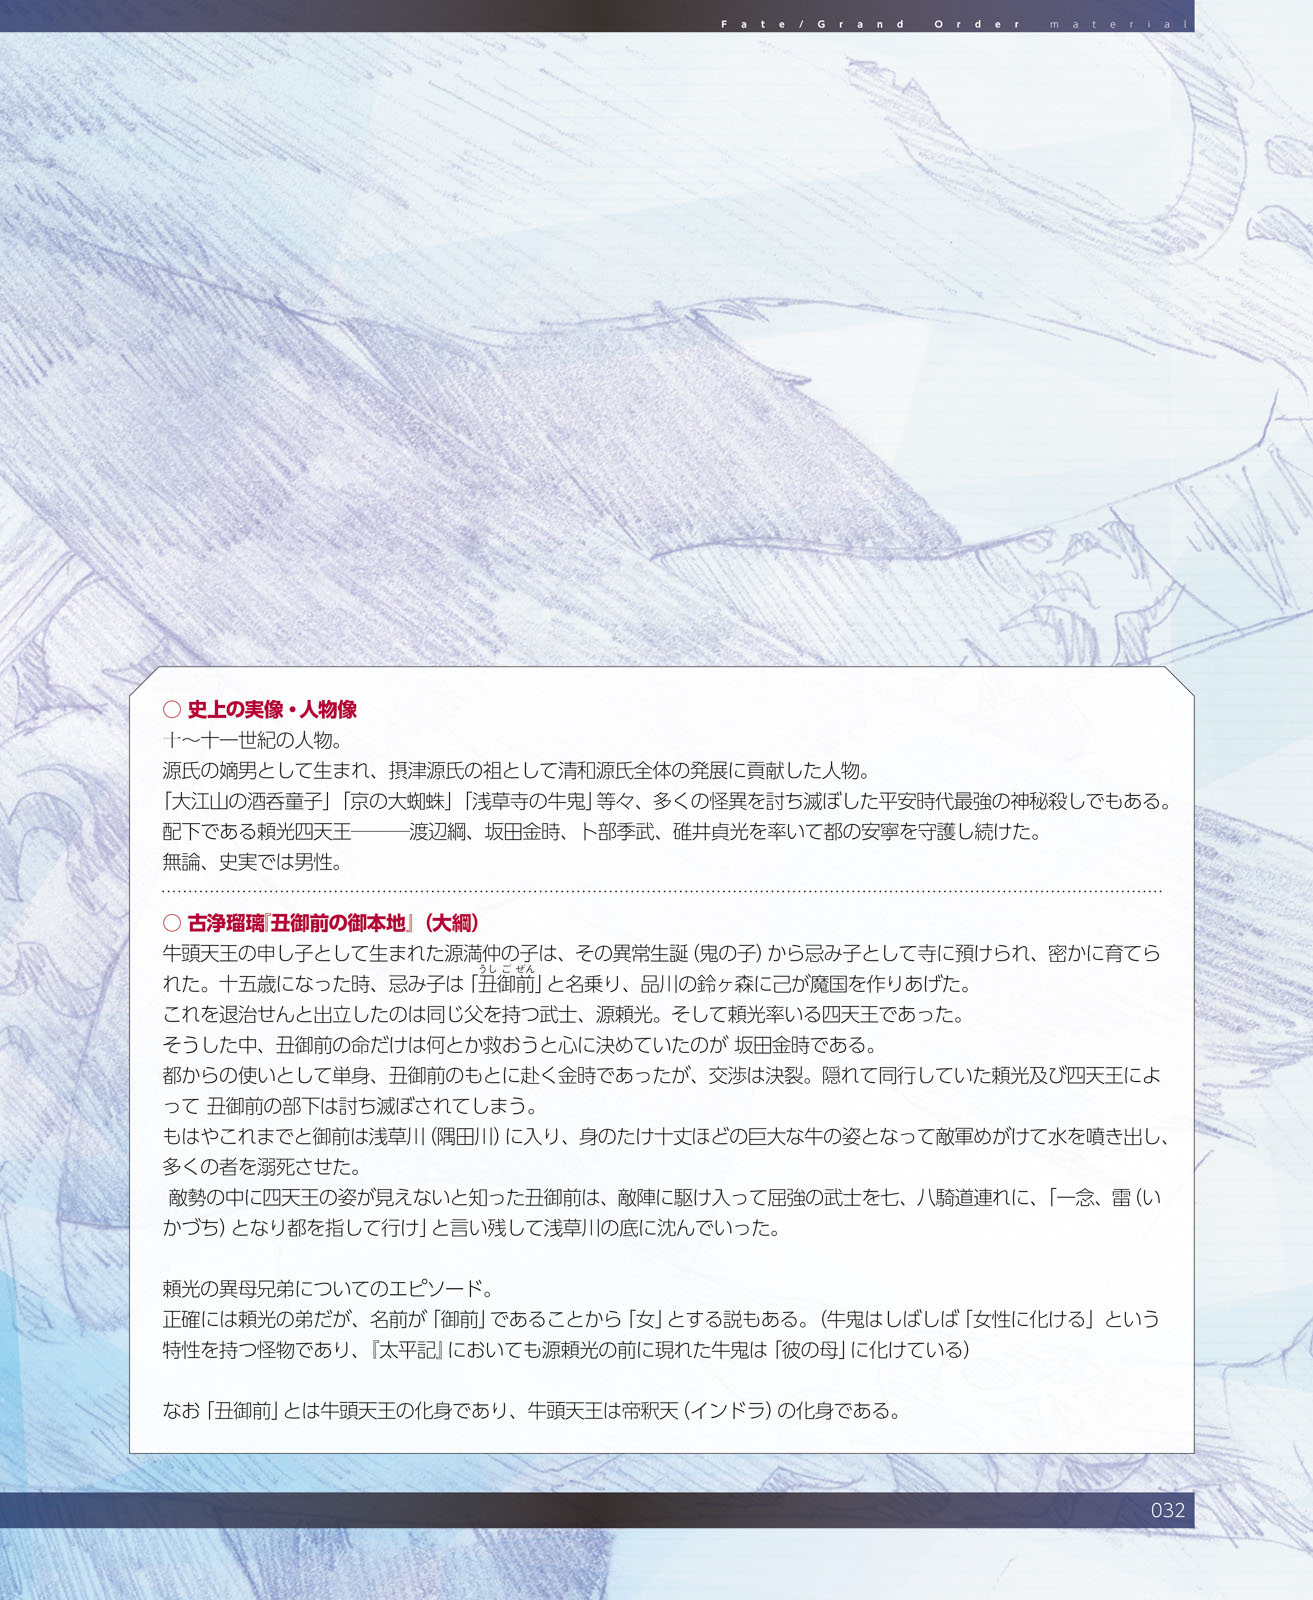 Fate/Grand Order material
○ 史上の実像・人物像
十～十一世紀の人物。
源氏の嫡男として生まれ、摂津源氏の祖として清和源氏全体の発展に貢献した人物。
「大江山の酒呑童子」「京の大蜘蛛」「浅草寺の牛鬼」等々、多くの怪異を討ち滅ぼした平安時代最強の神秘殺しでもある。
配下である頼光四天王―――渡辺綱、坂田金時、卜部季武、碓井貞光を率いて都の安寧を守護し続けた。
無論、史実では男性。
○ 古浄瑠璃『丑御前の御本地』（大綱）
牛頭天王の申し子として生まれた源満仲の子は、その異常生誕（鬼の子）から忌み子として寺に預けられ、密かに育てら
うしごぜん
れた。十五歳になった時、忌み子は「丑御前」と名乗り、品川の鈴ヶ森に己が魔国を作りあげた。
これを退治せんと出立したのは同じ父を持つ武士、源頼光。そして頼光率いる四天王であった。
そうした中、丑御前の命だけは何とか救おうと心に決めていたのが 坂田金時である。
都からの使いとして単身、丑御前のもとに赴く金時であったが、交渉は決裂。隠れて同行していた頼光及び四天王によ
って 丑御前の部下は討ち滅ぼされてしまう。
もはやこれまでと御前は浅草川（隅田川）に入り、身のたけ十丈ほどの巨大な牛の姿となって敵軍めがけて水を噴き出し、
多くの者を溺死させた。
敵勢の中に四天王の姿が見えないと知った丑御前は、敵陣に駆け入って屈強の武士を七、八騎道連れに、「一念、雷（い
かづち）となり都を指して行け」と言い残して浅草川の底に沈んでいった。
頼光の異母兄弟についてのエピソード。
正確には頼光の弟だが、名前が「御前」であることから「女」とする説もある。（牛鬼はしばしば「女性に化ける」という
特性を持つ怪物であり、『太平記』においても源頼光の前に現れた牛鬼は「彼の母」に化けている）
なお「丑御前」とは牛頭天王の化身であり、牛頭天王は帝釈天（インドラ）の化身である。
032